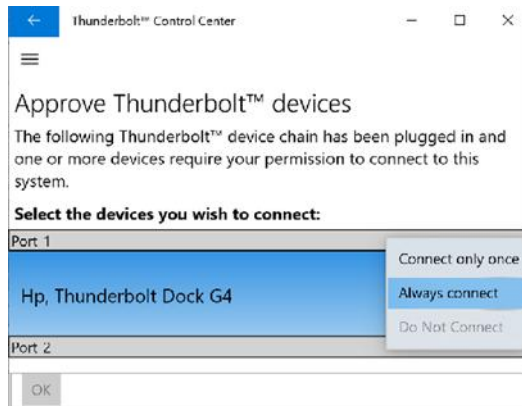 Thunderbolt™ Control Center
Approve Thunderbolt™ devices
The following Thunderbolt™ device chain has been plugged in and
one or more devices require your permission to connect to this
system.
Select the devices you wish to connect:
Port 1
Connect only once
Hp, Thunderbolt Dock G4
Always connect
Do Not Connect
Port 2
OK